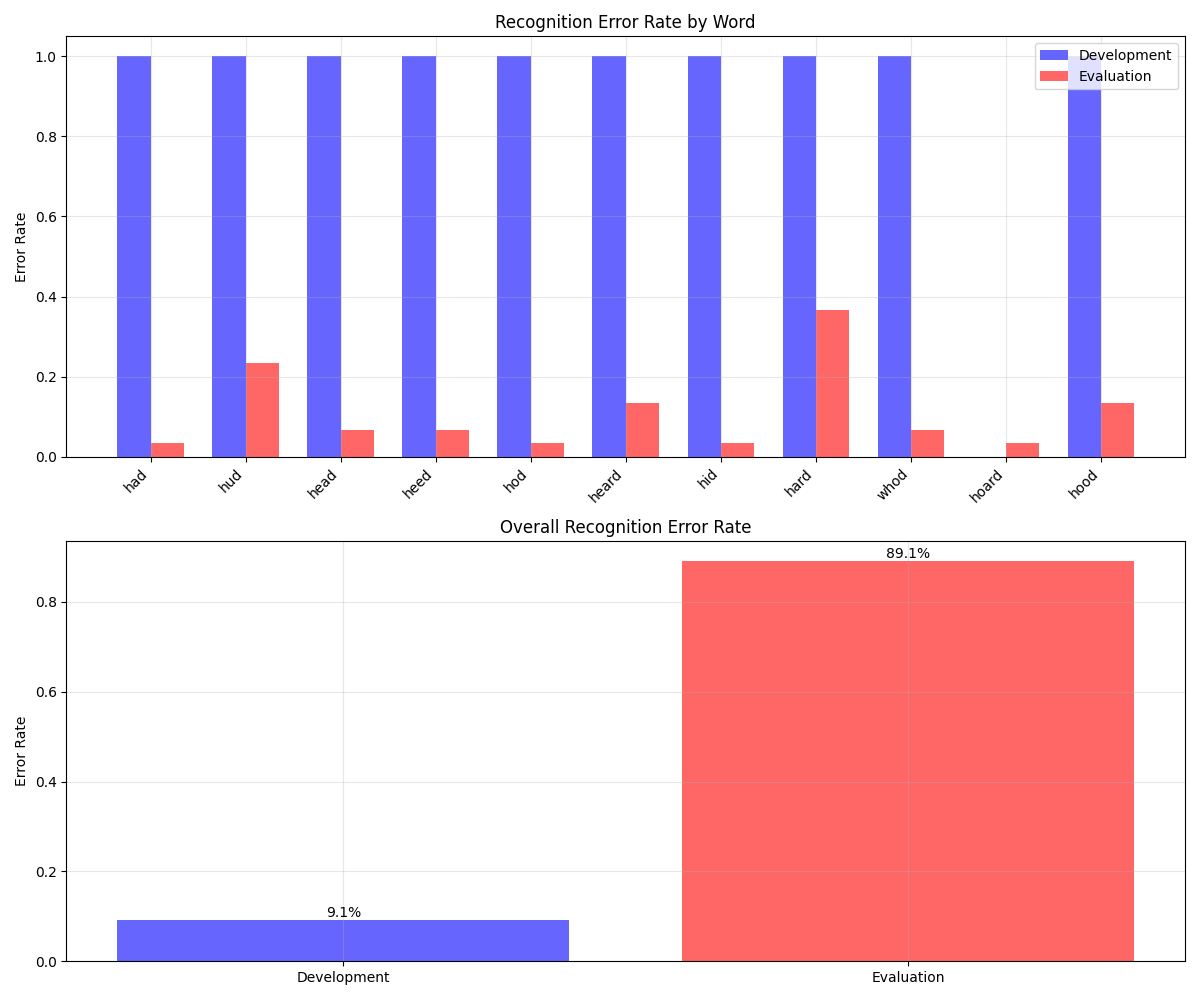 Recognition Error Rate by Word
Development
Evaluation
Error Rate
1.0
0.8
0.6
0.4
0.2
0.0
had
hud
head
heed
hod
heard
hid
hard
whod
hoard
hood
Overall Recognition Error Rate
Error Rate
0.8
0.6
0.4
0.2
0.0
9.1%
89.1%
Development
Evaluation